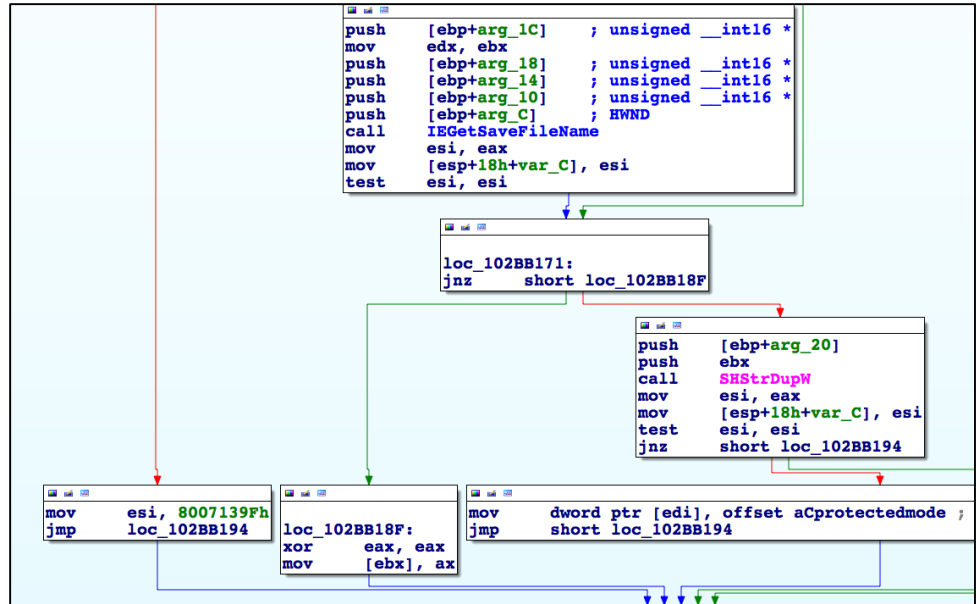 push [ebp+arg_1C] ; unsigned __int16 *
mov edx, ebx
push [ebp+arg_18] ; unsigned __int16 *
push [ebp+arg_14] ; unsigned __int16 *
push [ebp+arg_10] ; unsigned __int16 *
push [ebp+arg_C] ; HWND
call IEGetSaveFileName
mov esi, eax
mov [esp+18h+var_C], esi
test esi, esi
loc_102BB171:
jnz short loc_102BB18F
push [ebp+arg_20]
push ebx
call SHStrDupW
mov esi, eax
mov [esp+18h+var_C], esi
test esi, esi
jnz short loc_102BB194
mov esi, 8007139Fh
jmp loc_102BB194
loc_102BB18F:
xor eax, eax
mov [ebx], ax
mov dword ptr [edi], offset aCprotectedmode ;
jmp short loc_102BB194